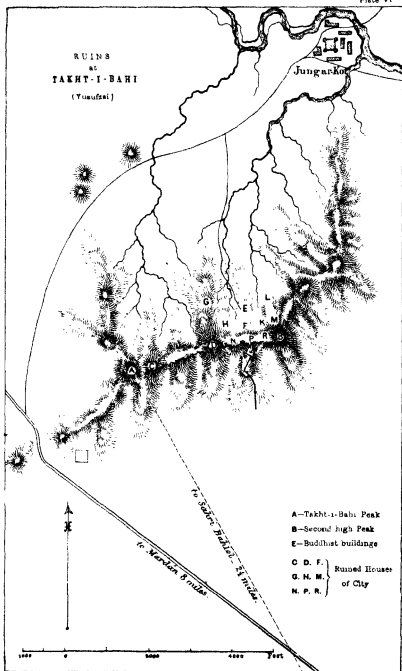 Plate VI
RUINS
at
TAKHT-I-BAHI
(Yusufzai)
Jungar-Kot
G
L
E
H
F
K
M
N
P
R
A
to Sahri Bahlol - 2½ miles
to Mardan 8 miles
A—Takht-i-Bahi Peak
B—Second high Peak
E—Buddhist buildings
C. D. F.
G. H. M.
N. P. R.
Ruined Houses
of City
1000 0 2000 4000 Feet